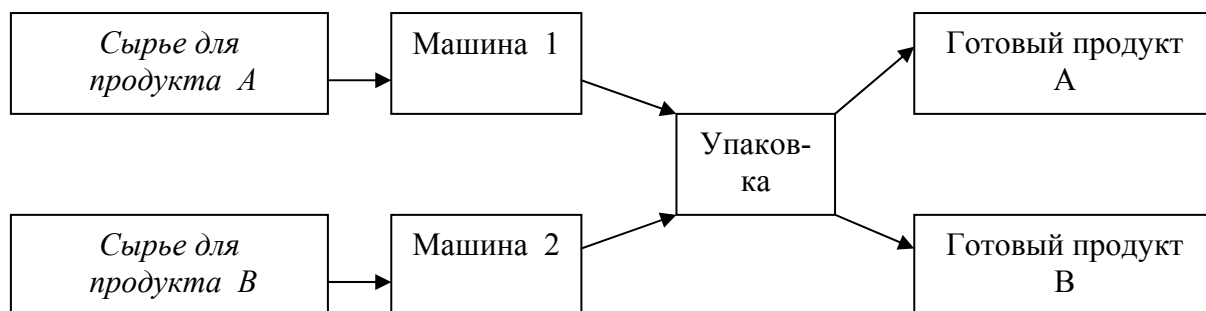 Сырье для
продукта А
Машина 1
Готовый продукт
А
Упаков-
ка
Сырье для
продукта В
Машина 2
Готовый продукт
В